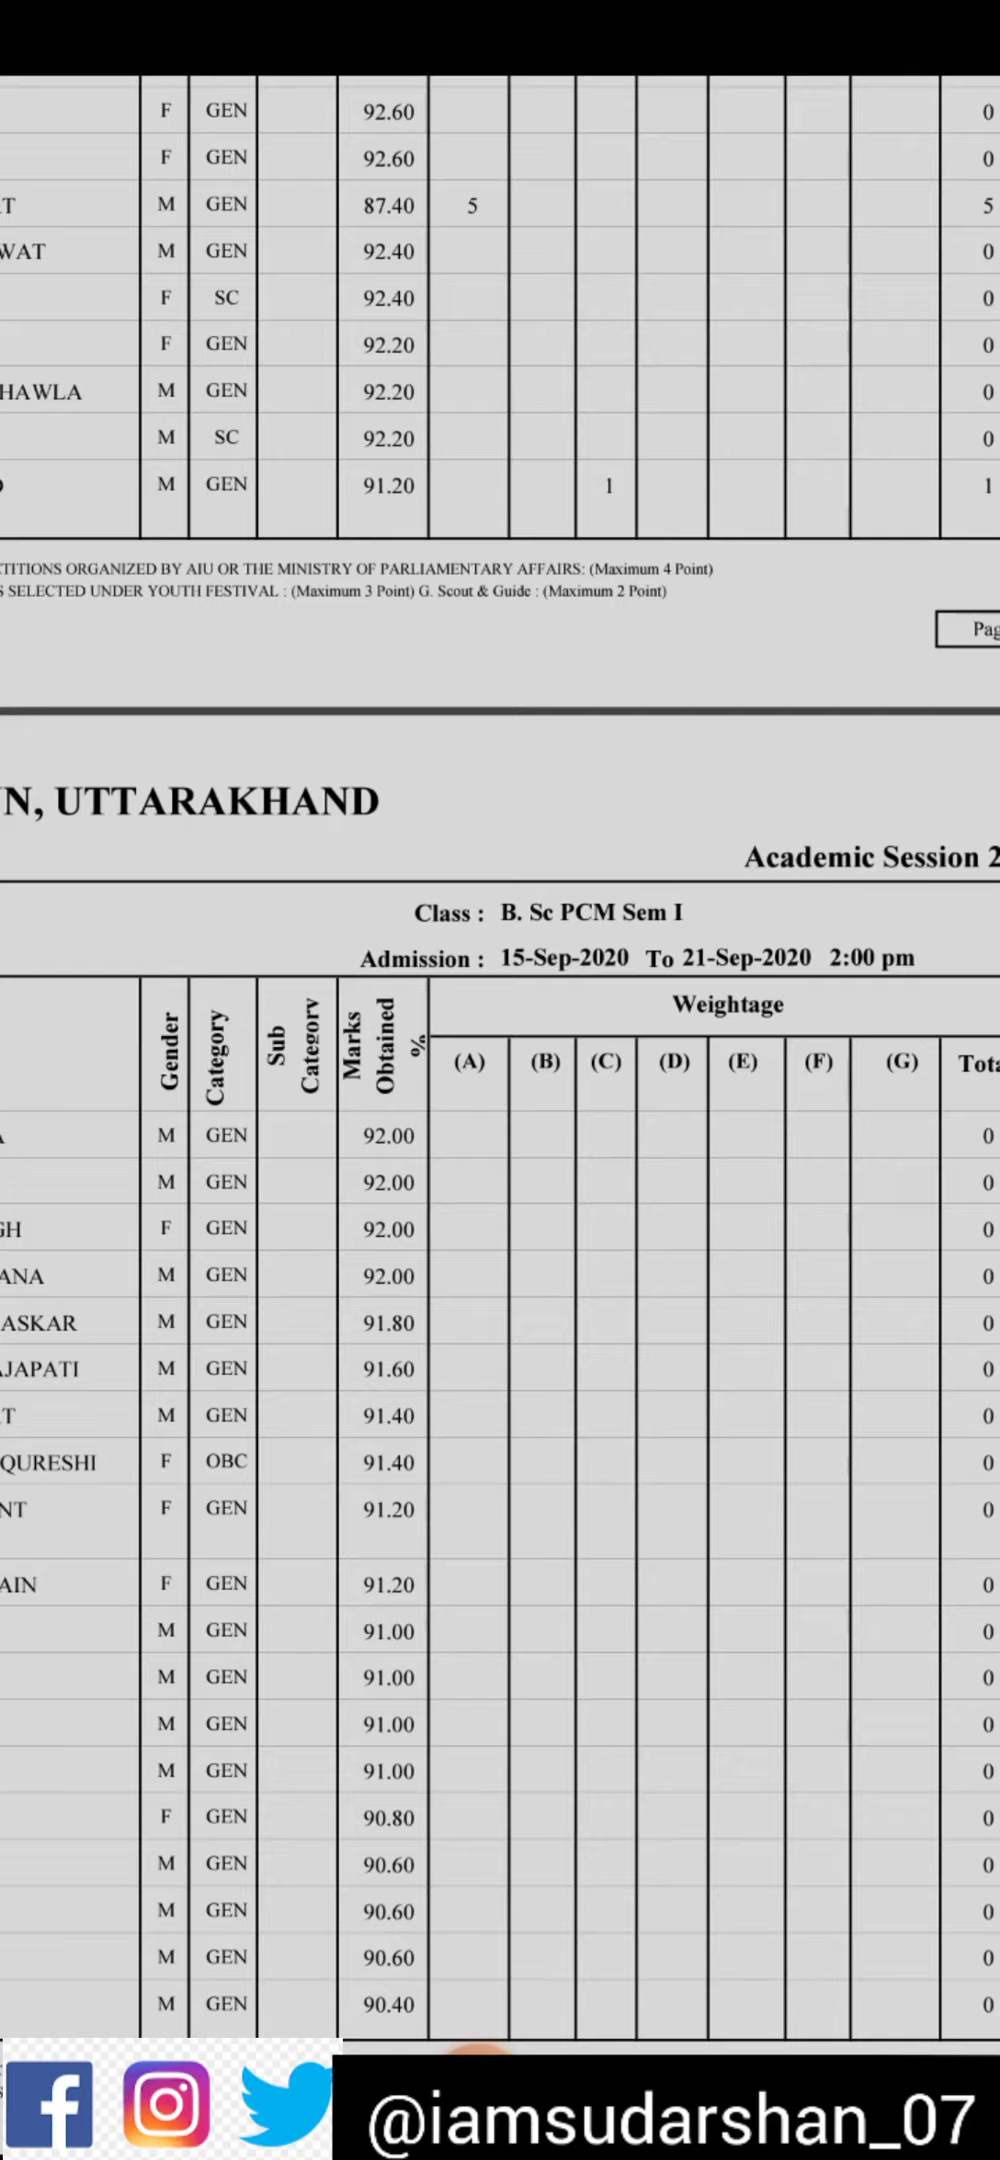 F GEN 92.60 0
F GEN 92.60 0
T M GEN 87.40 5 5
WAT M GEN 92.40 0
F SC 92.40 0
F GEN 92.20 0
HAWLA M GEN 92.20 0
M SC 92.20 0
M GEN 91.20 1 1
TITIONS ORGANIZED BY AIU OR THE MINISTRY OF PARLIAMENTARY AFFAIRS: (Maximum 4 Point)
S SELECTED UNDER YOUTH FESTIVAL : (Maximum 3 Point) G. Scout & Guide : (Maximum 2 Point)
Pag
N, UTTARAKHAND
Academic Session 2
Class : B. Sc PCM Sem I
Admission : 15-Sep-2020 To 21-Sep-2020 2:00 pm
Gender Category Sub Category Marks Obtained % Weightage
(A) (B) (C) (D) (E) (F) (G) Tota
A M GEN 92.00 0
M GEN 92.00 0
GH F GEN 92.00 0
ANA M GEN 92.00 0
ASKAR M GEN 91.80 0
AJAPATI M GEN 91.60 0
T M GEN 91.40 0
QURESHI F OBC 91.40 0
NT F GEN 91.20 0
AIN F GEN 91.20 0
M GEN 91.00 0
M GEN 91.00 0
M GEN 91.00 0
M GEN 91.00 0
F GEN 90.80 0
M GEN 90.60 0
M GEN 90.60 0
M GEN 90.60 0
M GEN 90.40 0
@iamsudarshan_07